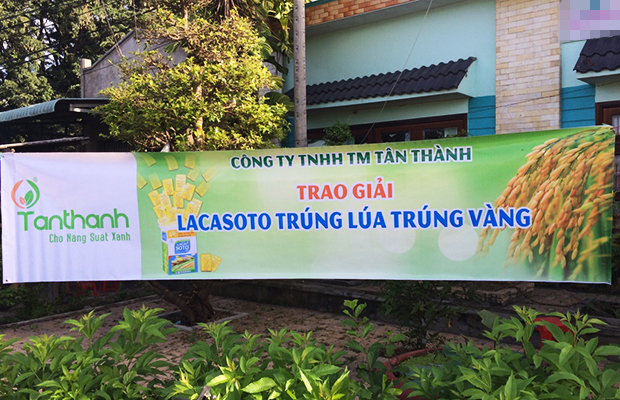 CÔNG TY TNHH TM TÂN THÀNH
TRAO GIẢI
LACASOTO TRÚNG LÚA TRÚNG VÀNG
Tanthanh
Cho Năng Suất Xanh